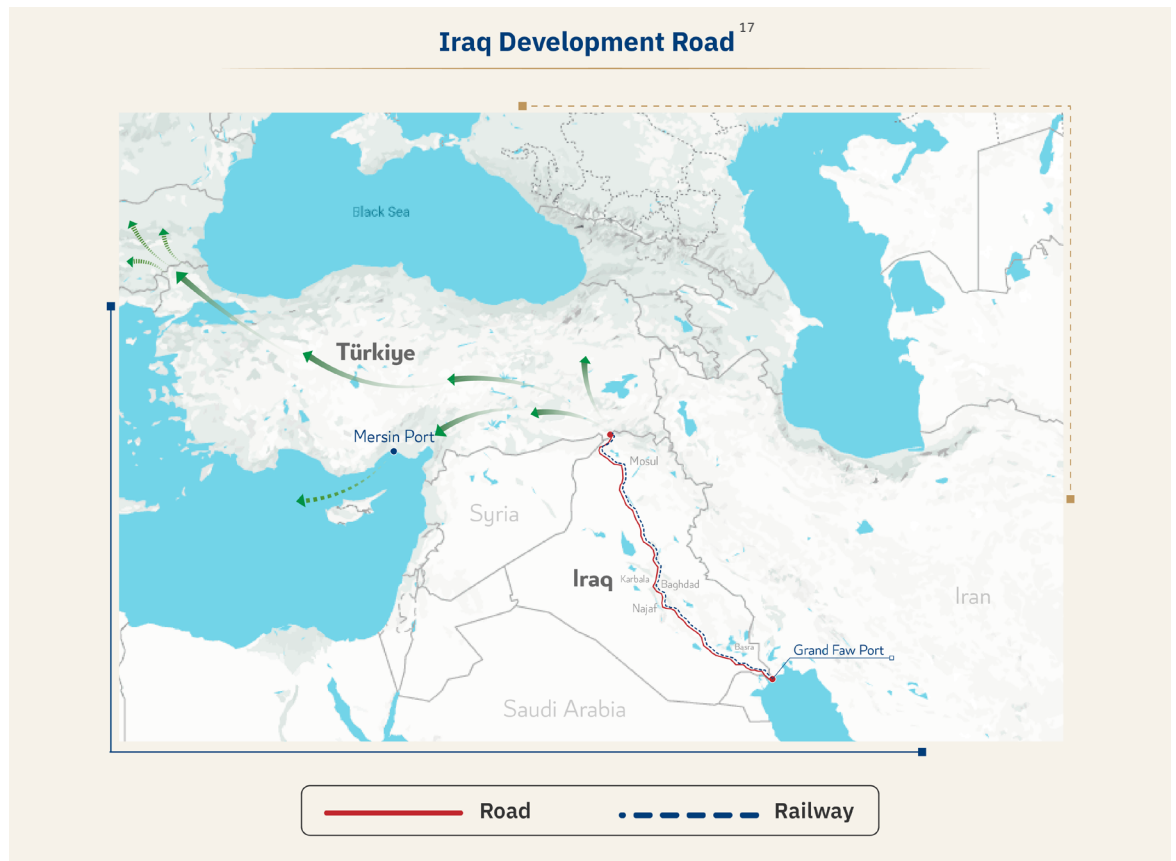 Iraq Development Road 17
Black Sea
Türkiye
Mersin Port
Mosul
Syria
Iraq
Karbala
Baghdad
Najaf
Iran
Basra
Grand Faw Port
Saudi Arabia
Road
Railway